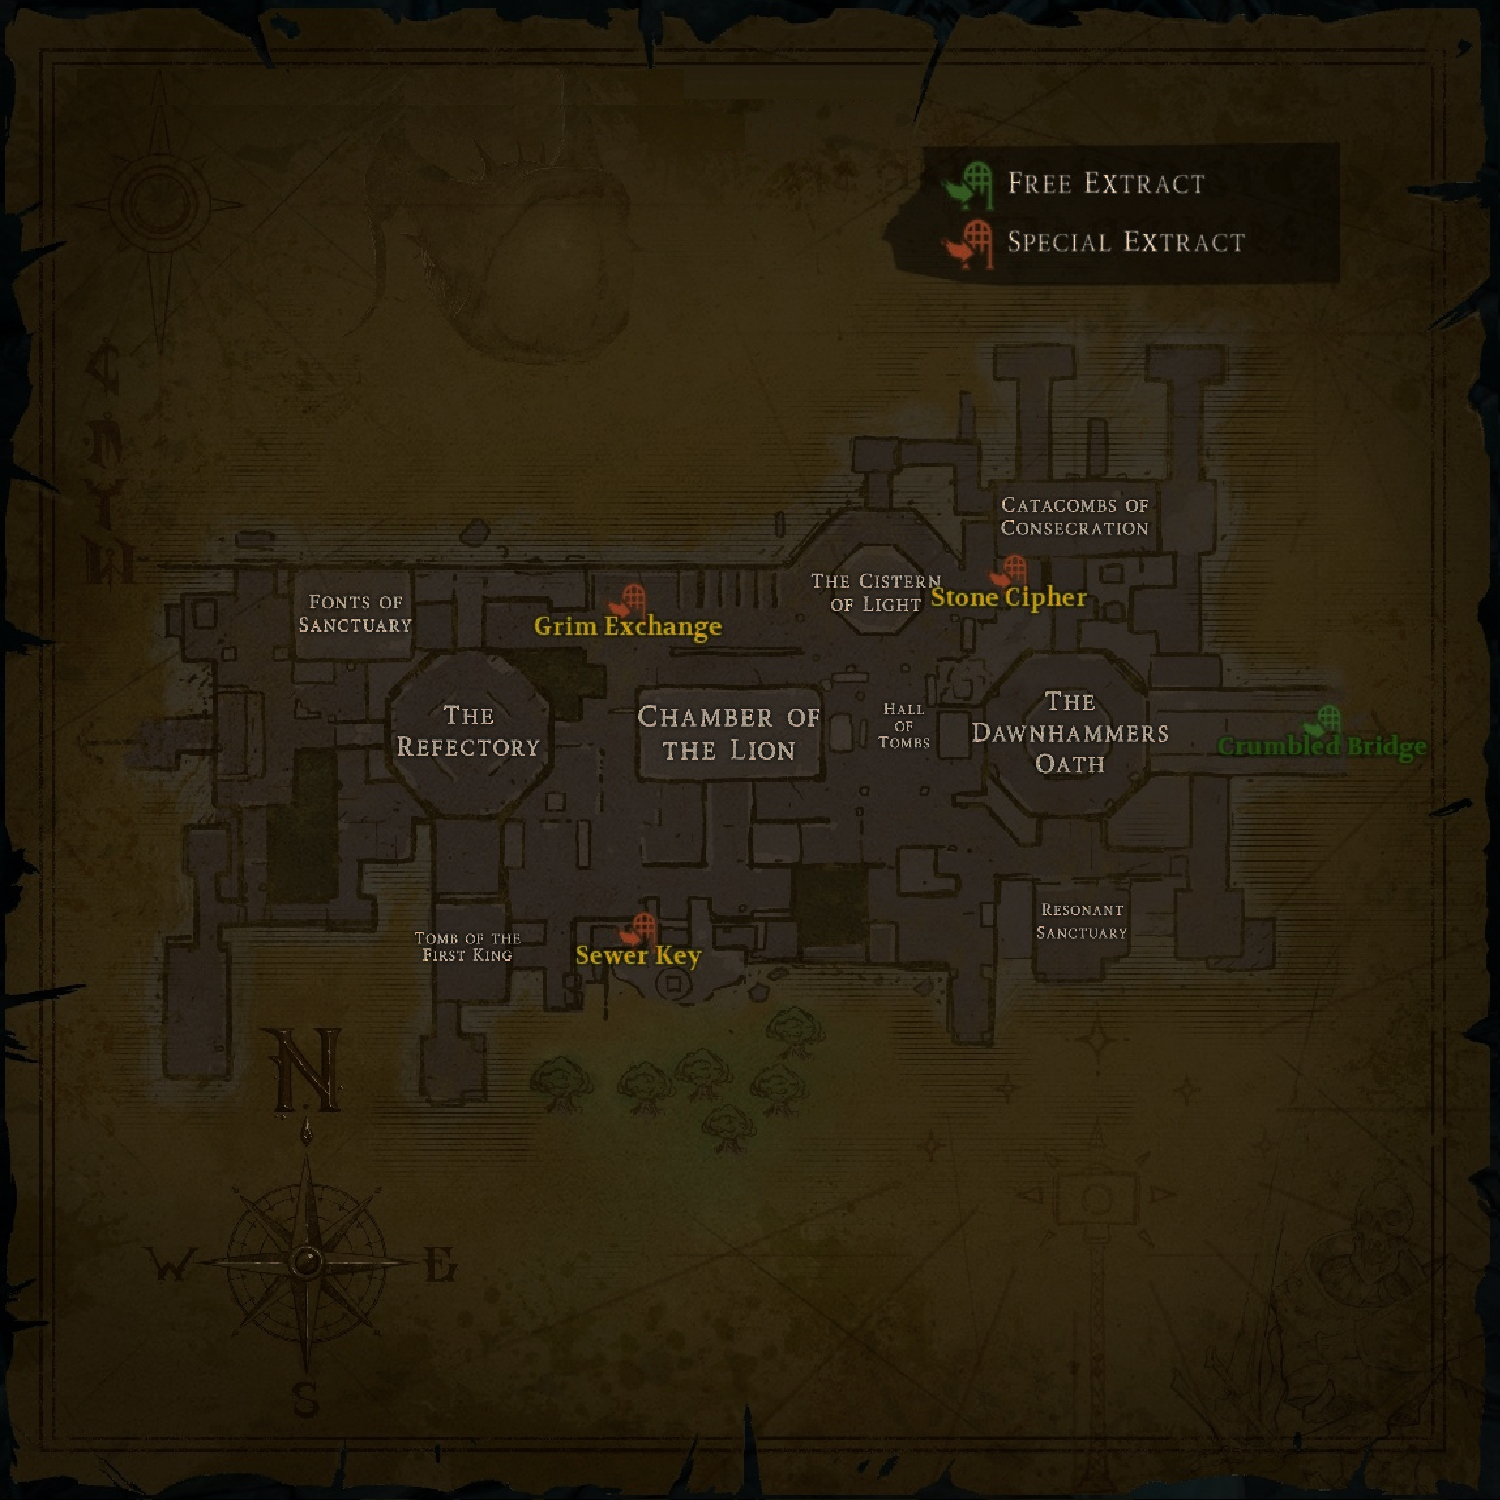 Free Extract
Special Extract
Catacombs of
Consecration
The Cistern
of Light
Stone Cipher
Fonts of
Sanctuary
Grim Exchange
The
Refectory
Chamber of
the Lion
Hall
of
Tombs
The
Dawnhammers
Oath
Crumbled Bridge
Tomb of the
First King
Sewer Key
Resonant
Sanctuary
N
W
E
S